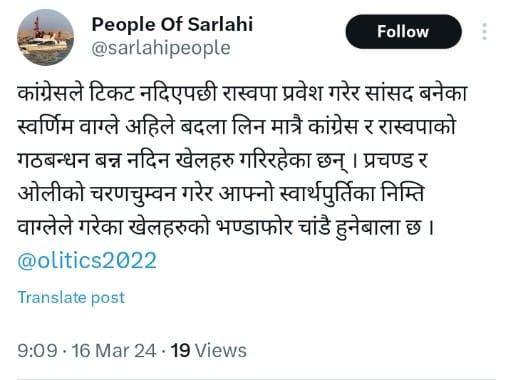 People Of Sarlahi
@sarlahipeople
Follow
कांग्रेसले टिकट नदिएपछी रास्वपा प्रवेश गरेर सांसद बनेका
स्वर्णिम वाग्ले अहिले बदला लिन मात्रै कांग्रेस र रास्वपाको
गठबन्धन बन्न नदिन खेलहरु गरिरहेका छन् । प्रचण्ड र
ओलीको चरणचुम्वन गरेर आफ्नो स्वार्थपुर्तिका निम्ति
वाग्लेले गरेका खेलहरुको भण्डाफोर चांडै हुनेबाला छ ।
@olitics2022
Translate post
9:09 · 16 Mar 24 · 19 Views